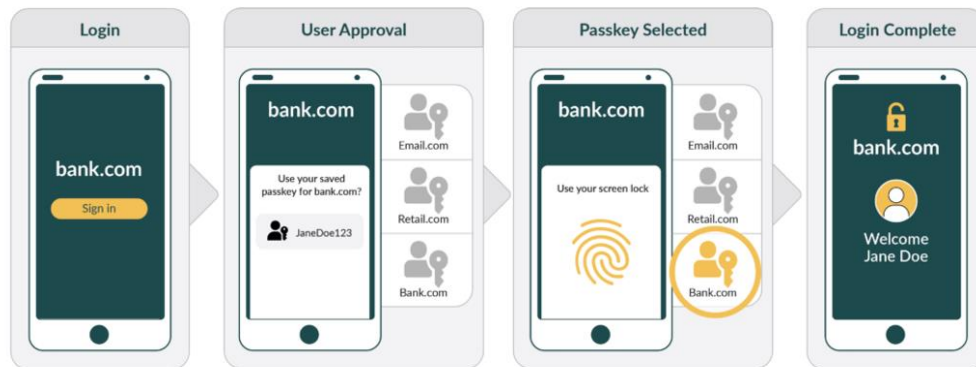 Login
bank.com
Sign in
User Approval
bank.com
Use your saved
passkey for bank.com?
JaneDoe123
Email.com
Retail.com
Bank.com
Passkey Selected
bank.com
Use your screen lock
Email.com
Retail.com
Bank.com
Login Complete
bank.com
Welcome
Jane Doe